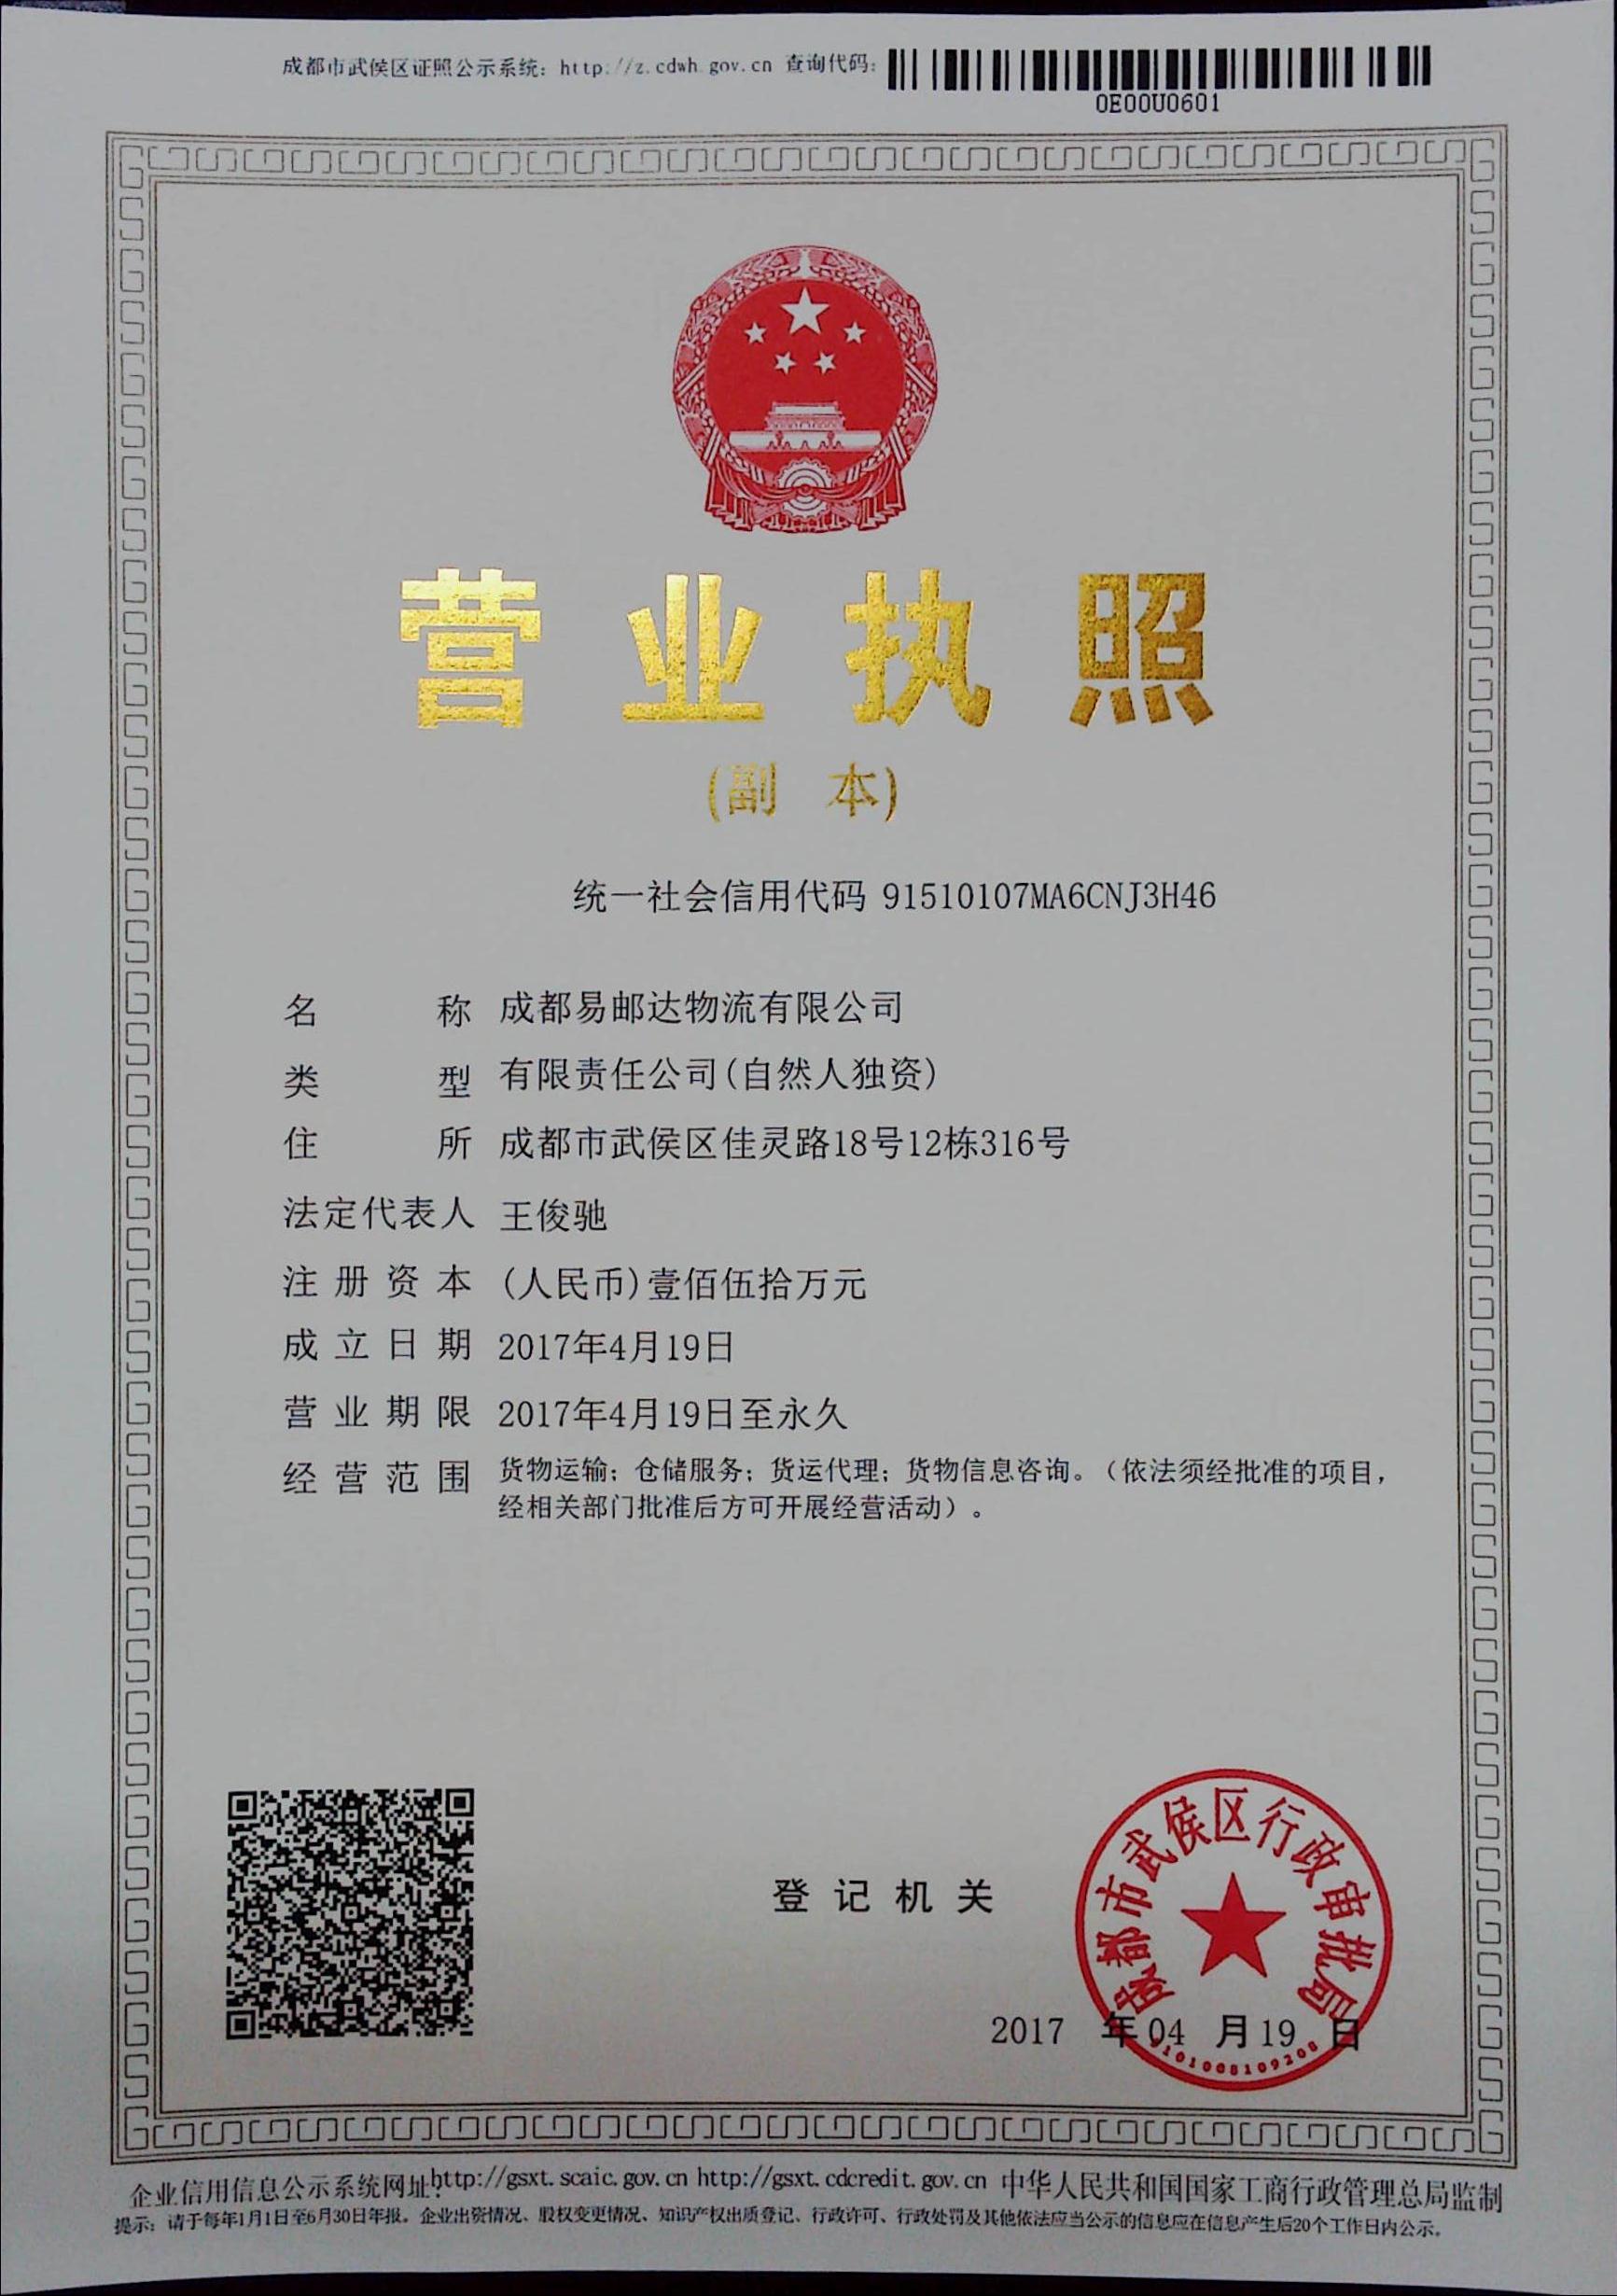 成都市武侯区证照公示系统：http://z.cdwh.gov.cn 查询代码：
0E00U0601
营业执照
(副 本)
统一社会信用代码 91510107MA6CNJ3H46
名 称 成都易邮达物流有限公司
类 型 有限责任公司(自然人独资)
住 所 成都市武侯区佳灵路18号12栋316号
法定代表人 王俊驰
注册资本 (人民币)壹佰伍拾万元
成立日期 2017年4月19日
营业期限 2017年4月19日至永久
经营范围 货物运输；仓储服务；货运代理；货物信息咨询。（依法须经批准的项目，
经相关部门批准后方可开展经营活动）。
成都市武侯区行政审批局
登记机关
2017 年04 月19 日
企业信用信息公示系统网址：http://gsxt.scaic.gov.cn http://gsxt.cdcredit.gov.cn 中华人民共和国国家工商行政管理总局监制
提示：请于每年1月1日至6月30日年报。企业出资情况、股权变更情况、知识产权出质登记、行政许可、行政处罚及其他依法应当公示的信息应在信息产生后20个工作日内公示。